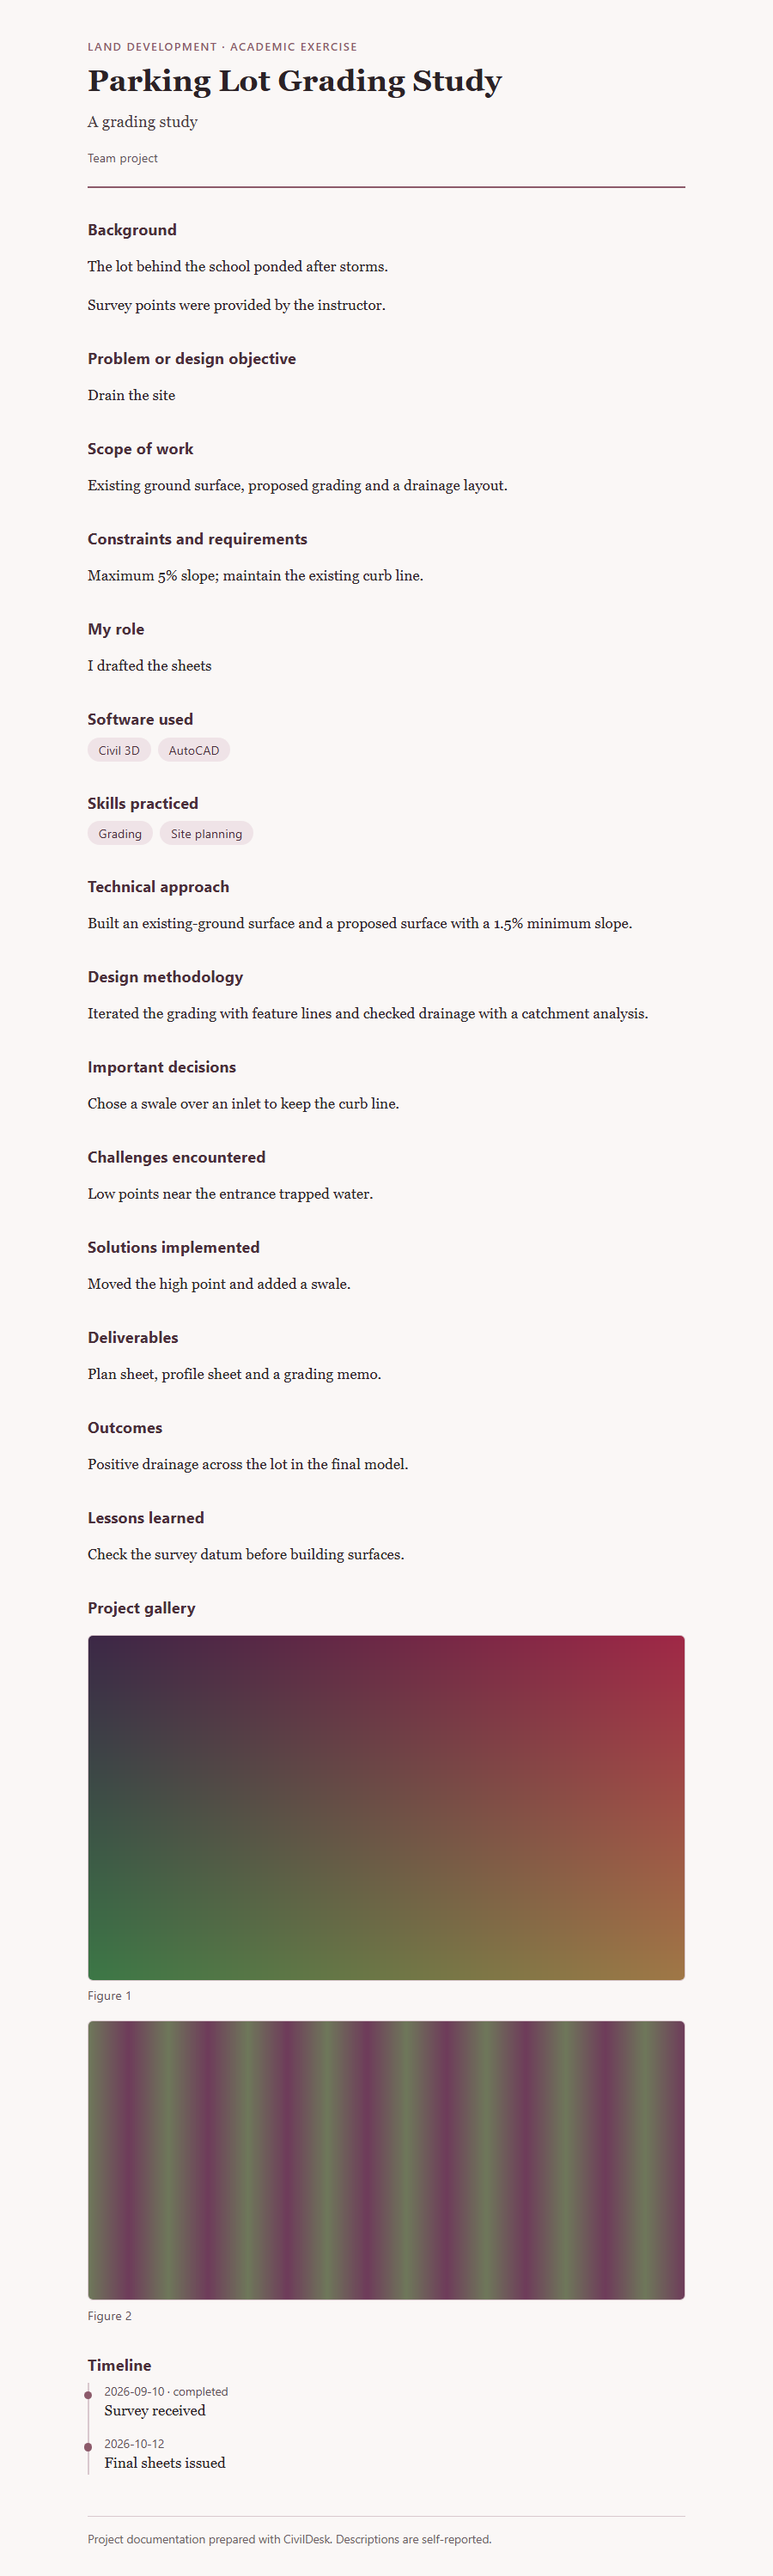 LAND DEVELOPMENT · ACADEMIC EXERCISE
Parking Lot Grading Study
A grading study
Team project
Background
The lot behind the school ponded after storms.
Survey points were provided by the instructor.
Problem or design objective
Drain the site
Scope of work
Existing ground surface, proposed grading and a drainage layout.
Constraints and requirements
Maximum 5% slope; maintain the existing curb line.
My role
I drafted the sheets
Software used
Civil 3D AutoCAD
Skills practiced
Grading Site planning
Technical approach
Built an existing-ground surface and a proposed surface with a 1.5% minimum slope.
Design methodology
Iterated the grading with feature lines and checked drainage with a catchment analysis.
Important decisions
Chose a swale over an inlet to keep the curb line.
Challenges encountered
Low points near the entrance trapped water.
Solutions implemented
Moved the high point and added a swale.
Deliverables
Plan sheet, profile sheet and a grading memo.
Outcomes
Positive drainage across the lot in the final model.
Lessons learned
Check the survey datum before building surfaces.
Project gallery
Figure 1
Figure 2
Timeline
2026-09-10 · completed
Survey received
2026-10-12
Final sheets issued
Project documentation prepared with CivilDesk. Descriptions are self-reported.